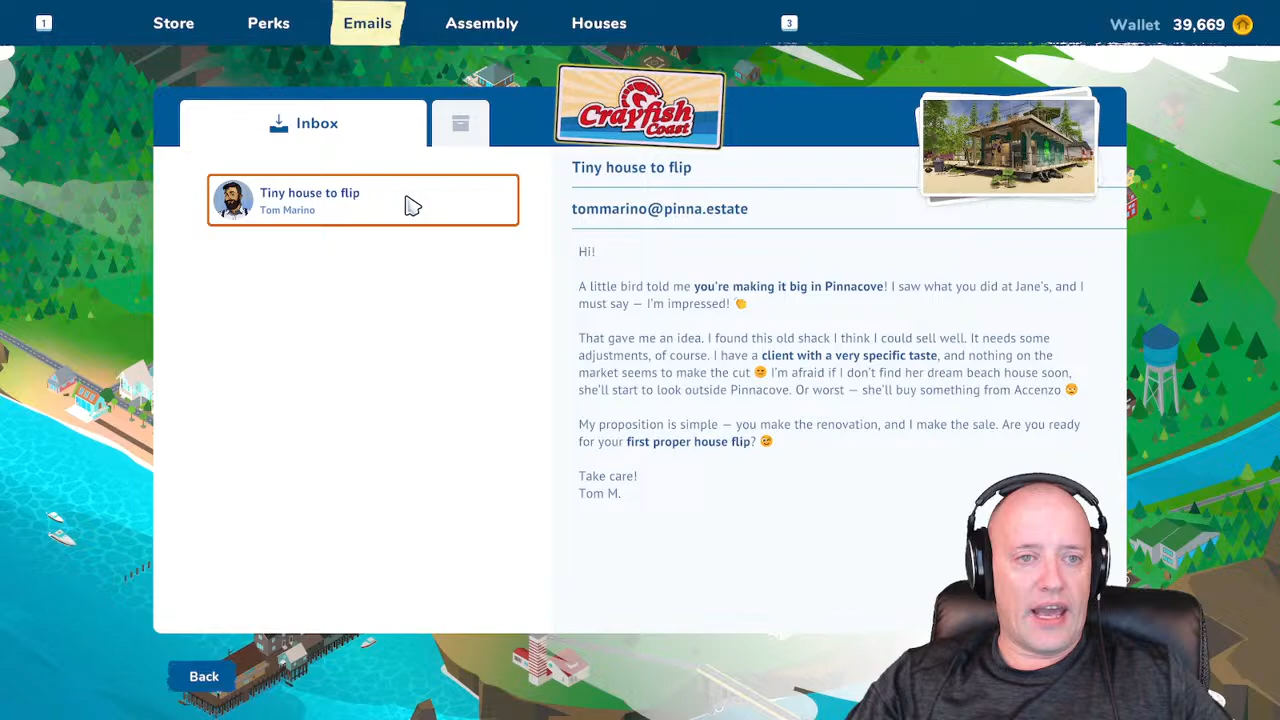 1 Store Perks Emails Assembly Houses 3 Wallet 39,669
Inbox
Crayfish
Coast
Tiny house to flip
Tom Marino
Tiny house to flip
tommarino@pinna.estate
Hi!
A little bird told me you're making it big in Pinnacove! I saw what you did at Jane's, and I
must say — I'm impressed! 👏
That gave me an idea. I found this old shack I think I could sell well. It needs some
adjustments, of course. I have a client with a very specific taste, and nothing on the
market seems to make the cut 😖 I'm afraid if I don't find her dream beach house soon,
she'll start to look outside Pinnacove. Or worst — she'll buy something from Accenzo 😥
My proposition is simple — you make the renovation, and I make the sale. Are you ready
for your first proper house flip? 😉
Take care!
Tom M.
Back